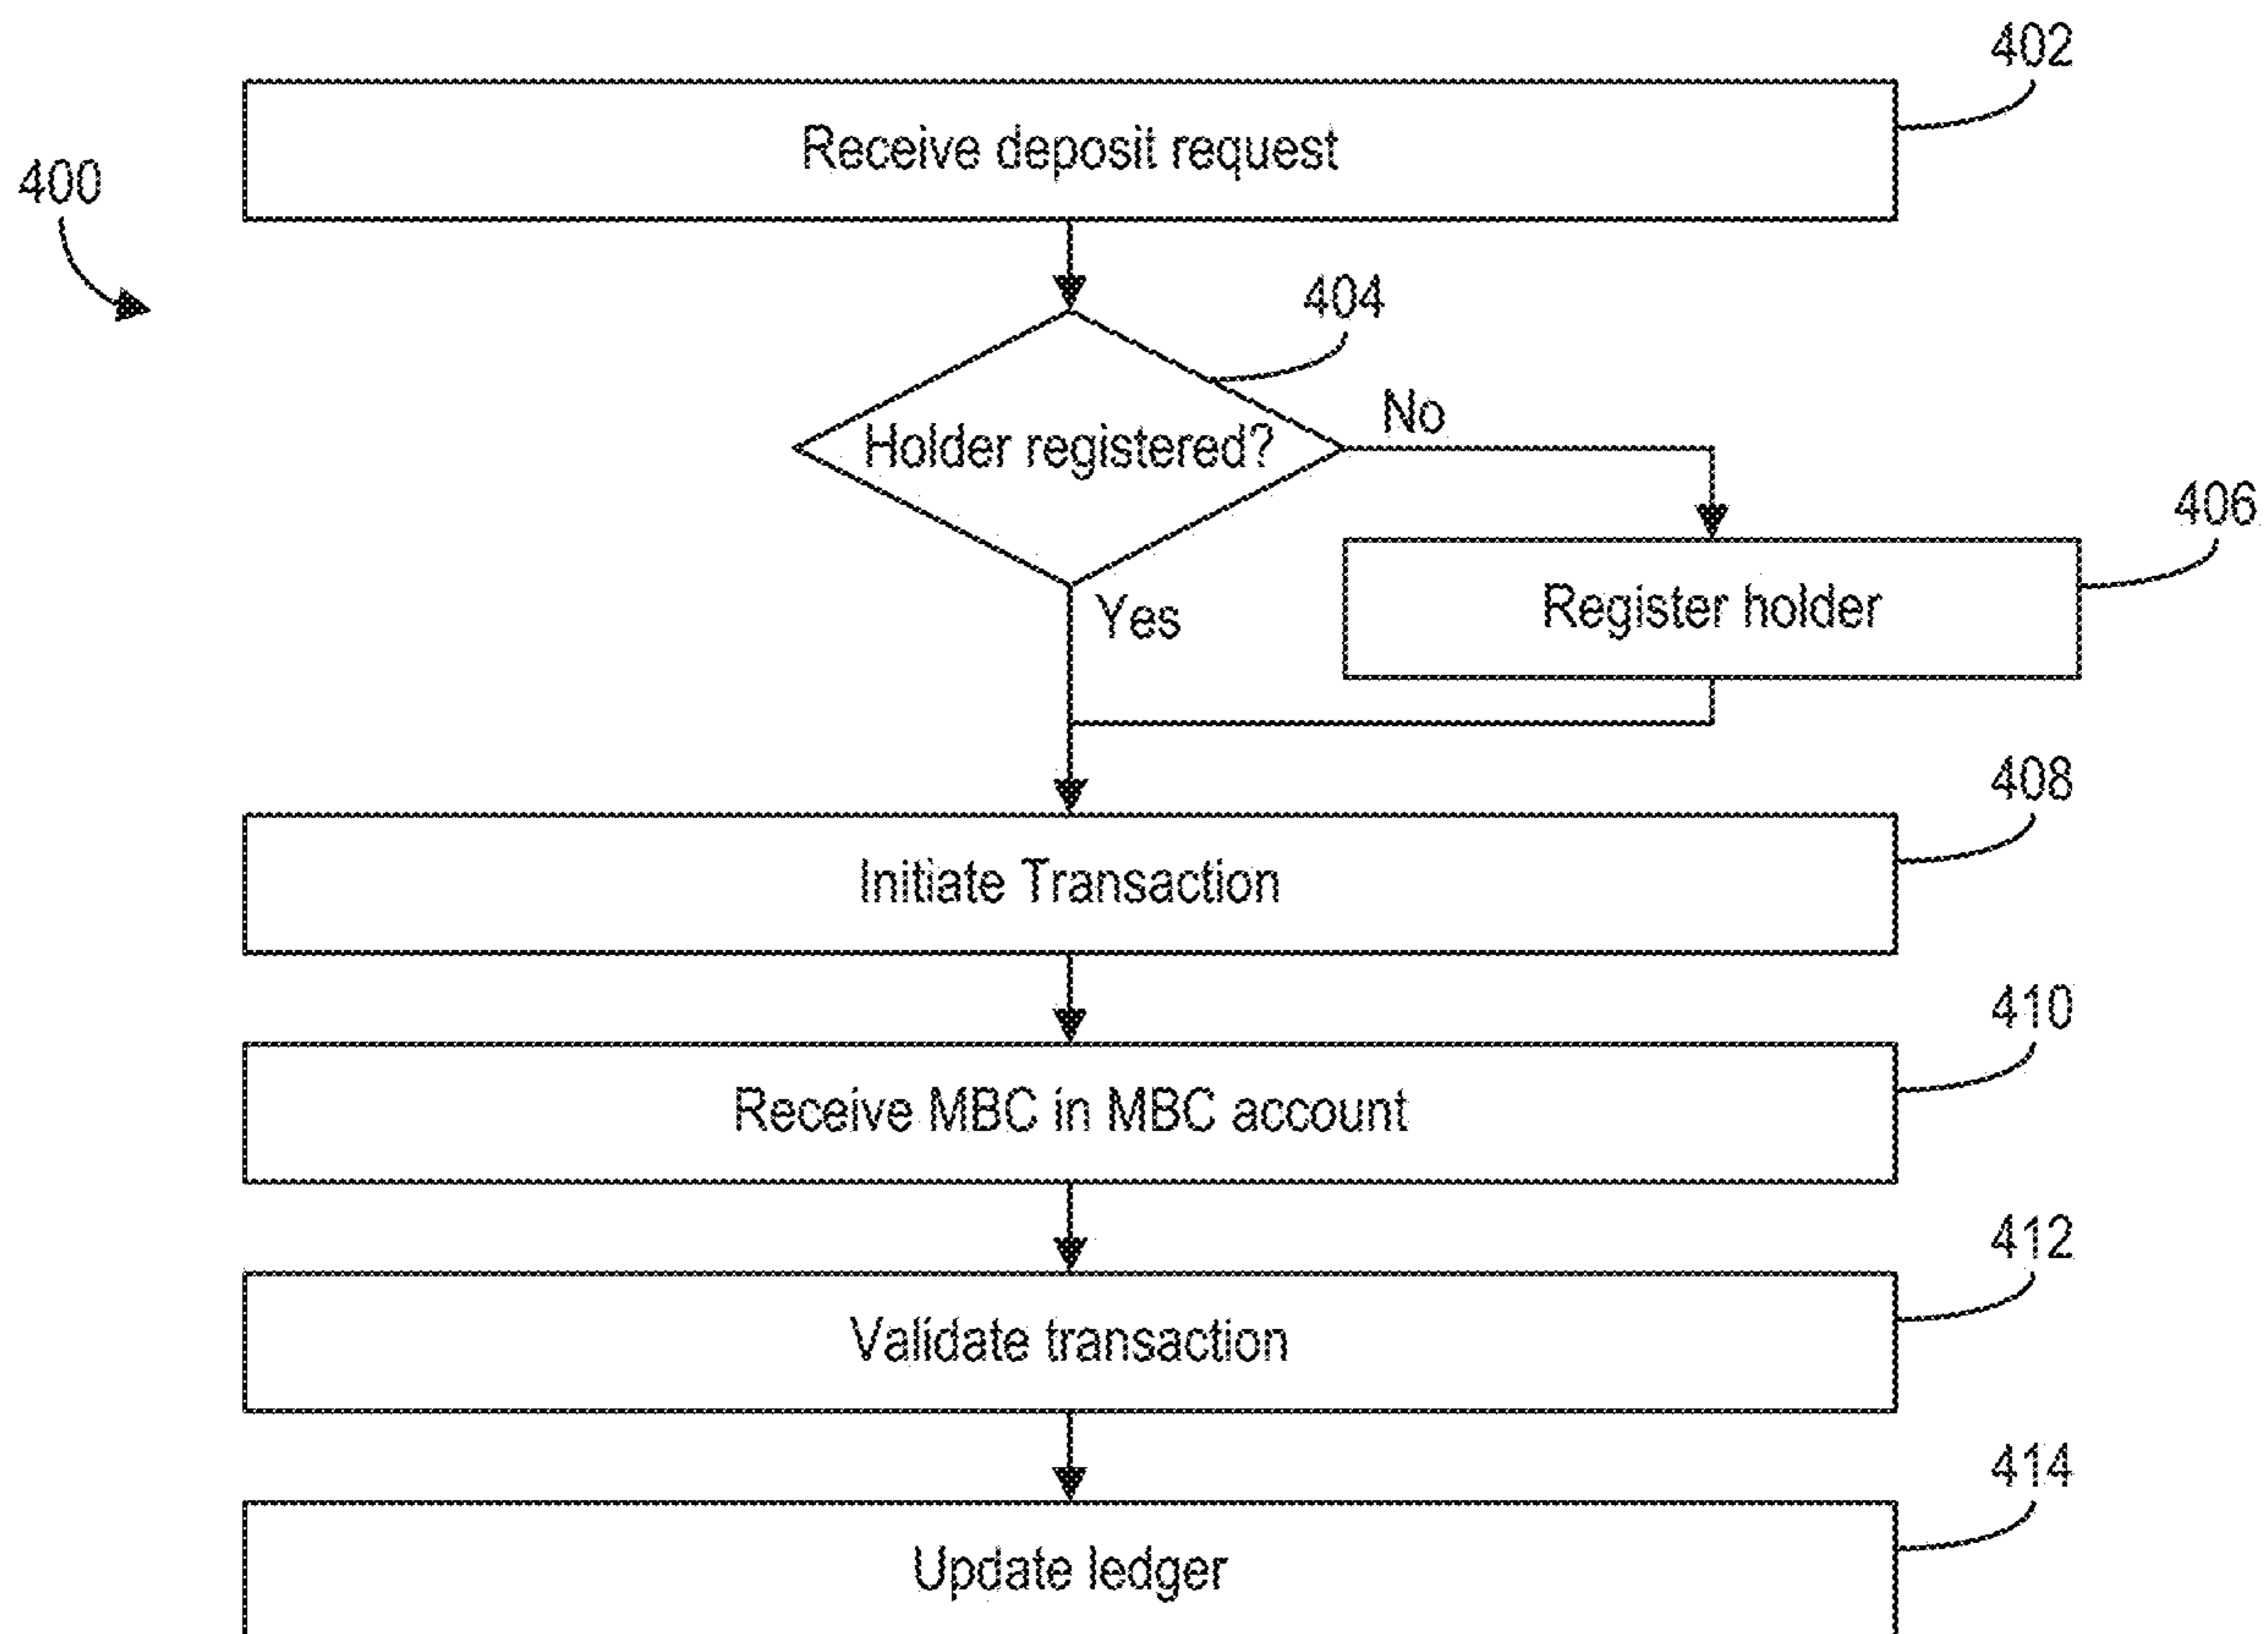 402
Receive deposit request
400
404
No
Holder registered?
406
Register holder
Yes
408
Initiate Transaction
410
Receive MBC in MBC account
412
Validate transaction
414
Update ledger